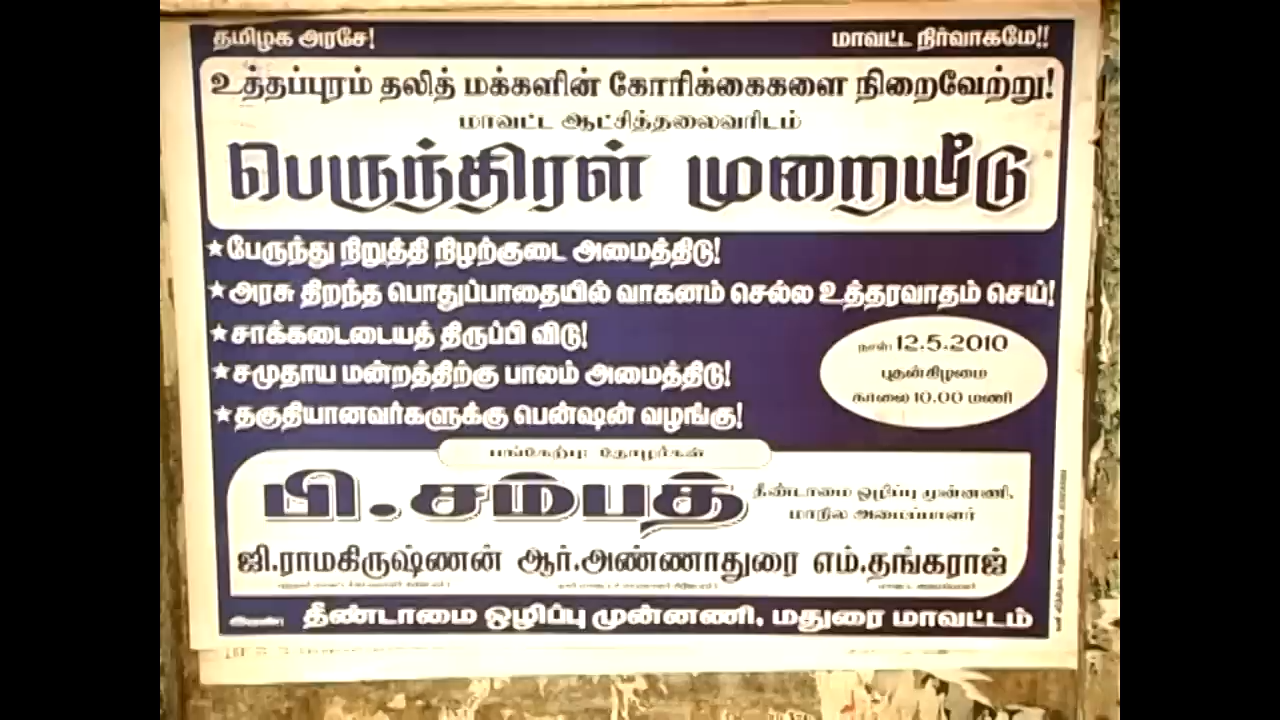 தமிழக அரசே! மாவட்ட நிர்வாகமே!!
உத்தப்புரம் தலித் மக்களின் கோரிக்கைகளை நிறைவேற்று!
மாவட்ட ஆட்சித்தலைவரிடம்
பெருந்திரள் முறையீடு
★பேருந்து நிறுத்தி நிழற்குடை அமைத்திடு!
★அரசு திறந்த பொதுப்பாதையில் வாகனம் செல்ல உத்தரவாதம் செய்!
★சாக்கடைடையத் திருப்பி விடு!
★சமுதாய மன்றத்திற்கு பாலம் அமைத்திடு!
★தகுதியானவர்களுக்கு பென்ஷன் வழங்கு!
நாள்: 12.5.2010
புதன்கிழமை
காலை 10.00 மணி
பங்கேற்பு: தோழர்கள்
பி.சம்பத் தீண்டாமை ஒழிப்பு முன்னணி,
மாநில அமைப்பாளர்
ஜி.ராமகிருஷ்ணன் ஆர்.அண்ணாதுரை எம்.தங்கராஜ்
தீண்டாமை ஒழிப்பு முன்னணி, மதுரை மாவட்டம்